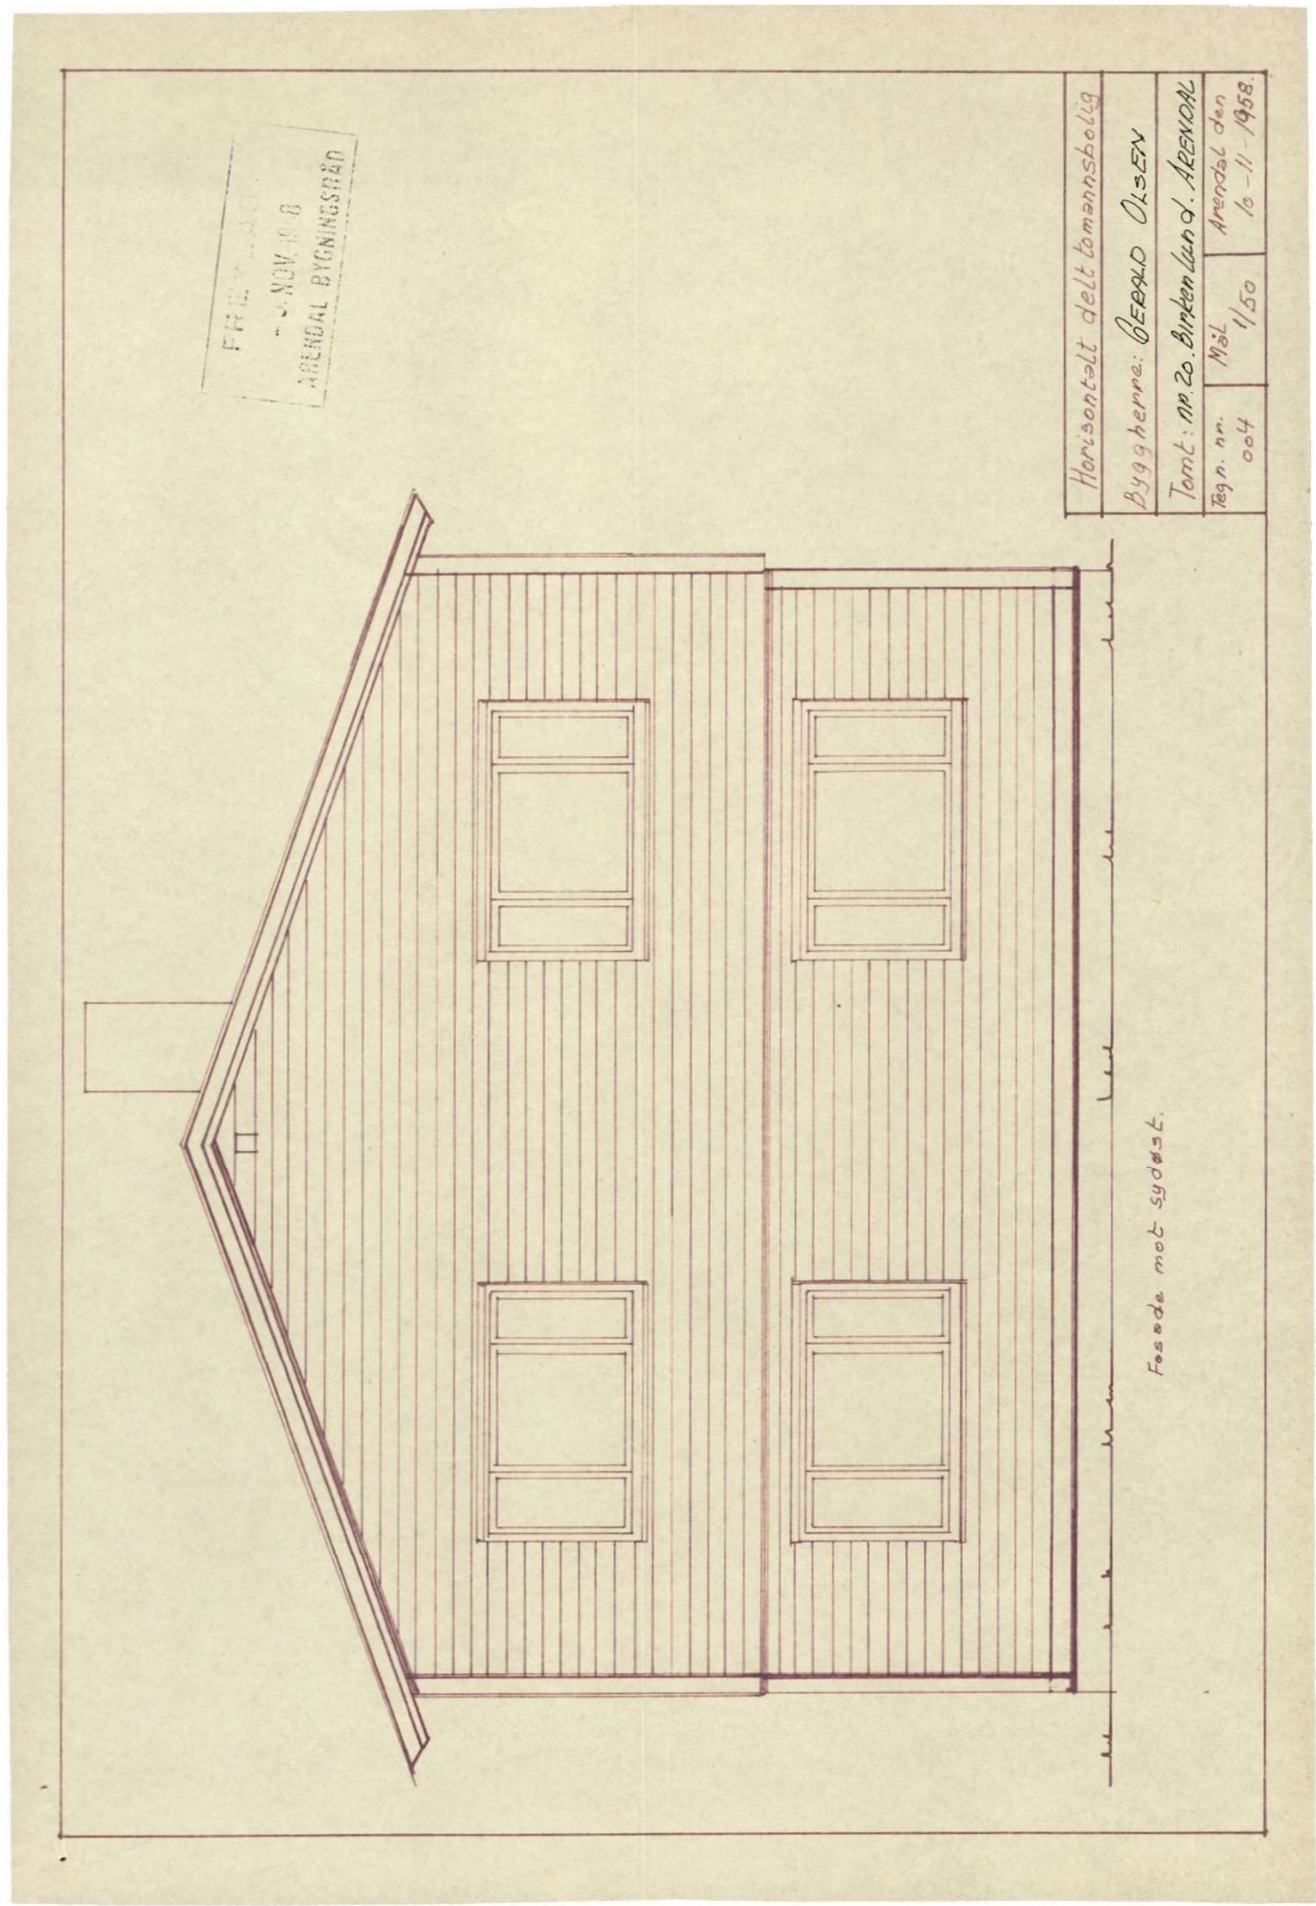 NOV.
ARENDAL BYGNINGSRÅD
Horisontalt delt tomannsbolig
Byggherre: GERALD OLSEN
Tomt: nr. 20. Birkenlund. ARENDAL
Tegn. nr. 004
Mål 1/50
Arendal den 10-11-1958.
Fasade mot sydøst.